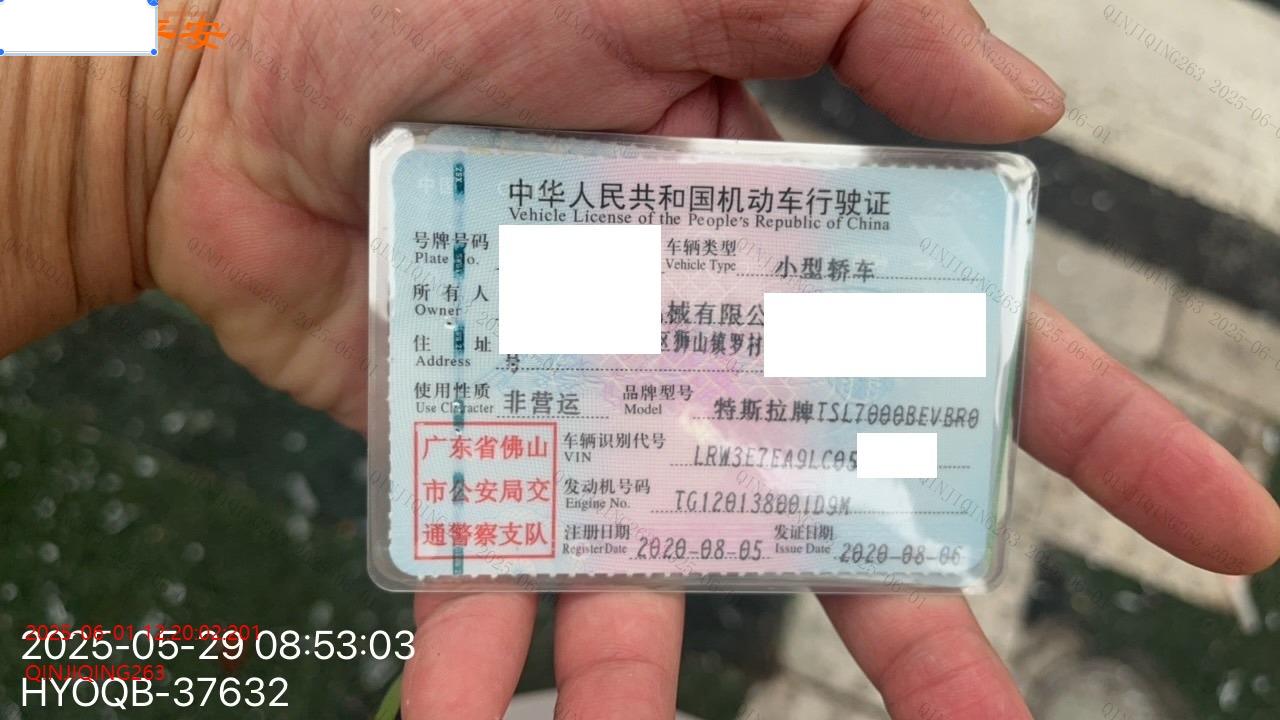 平安
中华人民共和国机动车行驶证
Vehicle License of the People's Republic of China
号牌号码
Plate No.
车辆类型
Vehicle Type
小型轿车
所有人
Owner
械有限公
住址
Address
区狮山镇罗村
号
使用性质
Use Character
非营运
品牌型号
Model
特斯拉牌TSL7000BEVBR0
广东省佛山
市公安局交
通警察支队
车辆识别代号
VIN
LRW3E7EA9LC05
发动机号码
Engine No.
TG120138001D9M
注册日期
Register Date
2020-08-05
发证日期
Issue Date
2020-08-06
2025-06-01 12:20:02:201
2025-05-29 08:53:03
QINJIQING263
HYOQB-37632
QINJIQING263 2025-06-01